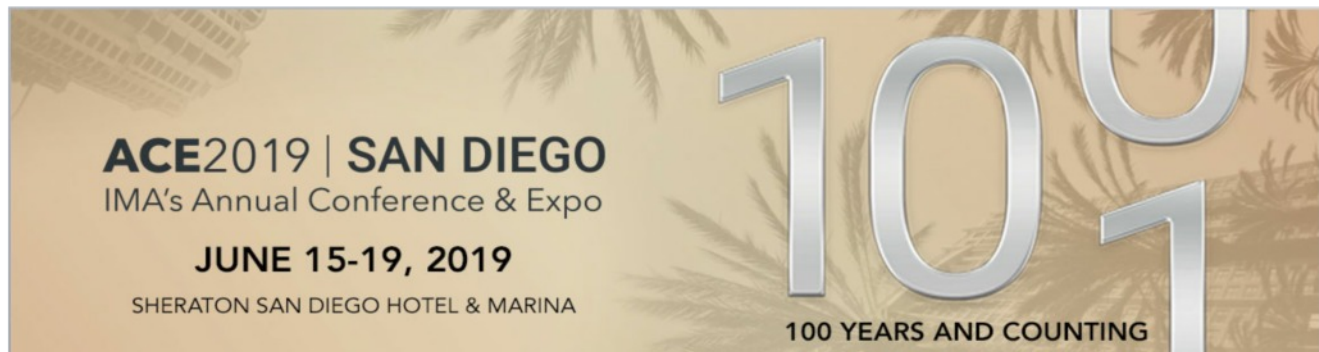 ACE2019 | SAN DIEGO
IMA's Annual Conference & Expo
JUNE 15-19, 2019
SHERATON SAN DIEGO HOTEL & MARINA
100
1
100 YEARS AND COUNTING